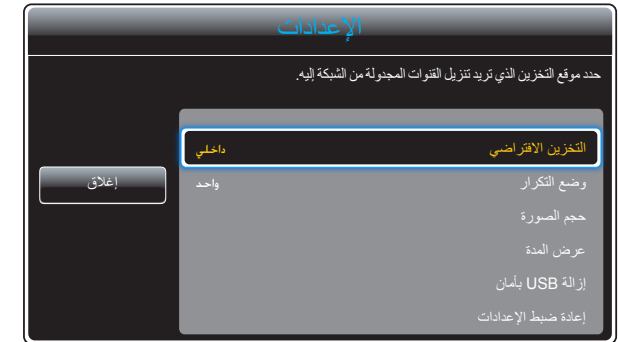 الإعدادات
حدد موقع التخزين الذي تريد تنزيل القنوات المجدولة من الشبكة إليه.
التخزين الافتراضي داخلي
وضع التكرار واحد
حجم الصورة
عرض المدة
إزالة USB بأمان
إعادة ضبط الإعدادات
إغلاق